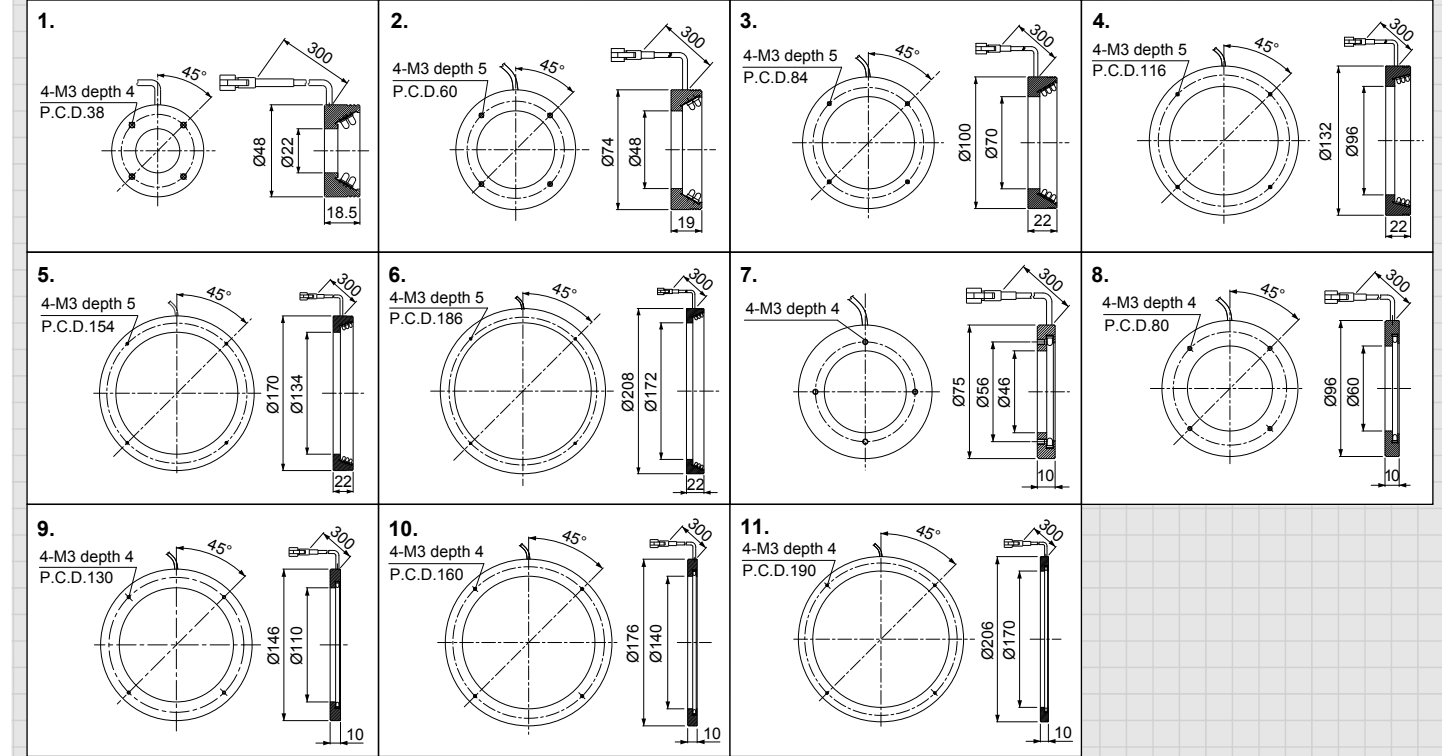 1.
300
45°
4-M3 depth 4
P.C.D.38
Ø48
Ø22
18.5
2.
300
45°
4-M3 depth 5
P.C.D.60
Ø74
Ø48
19
3.
300
45°
4-M3 depth 5
P.C.D.84
Ø100
Ø70
22
4.
300
45°
4-M3 depth 5
P.C.D.116
Ø132
Ø96
22
5.
300
45°
4-M3 depth 5
P.C.D.154
Ø170
Ø134
22
6.
300
45°
4-M3 depth 5
P.C.D.186
Ø208
Ø172
22
7.
300
4-M3 depth 4
Ø75
Ø56
Ø46
10
8.
300
45°
4-M3 depth 4
P.C.D.80
Ø96
Ø60
10
9.
300
45°
4-M3 depth 4
P.C.D.130
Ø146
Ø110
10
10.
300
45°
4-M3 depth 4
P.C.D.160
Ø176
Ø140
10
11.
300
45°
4-M3 depth 4
P.C.D.190
Ø206
Ø170
10